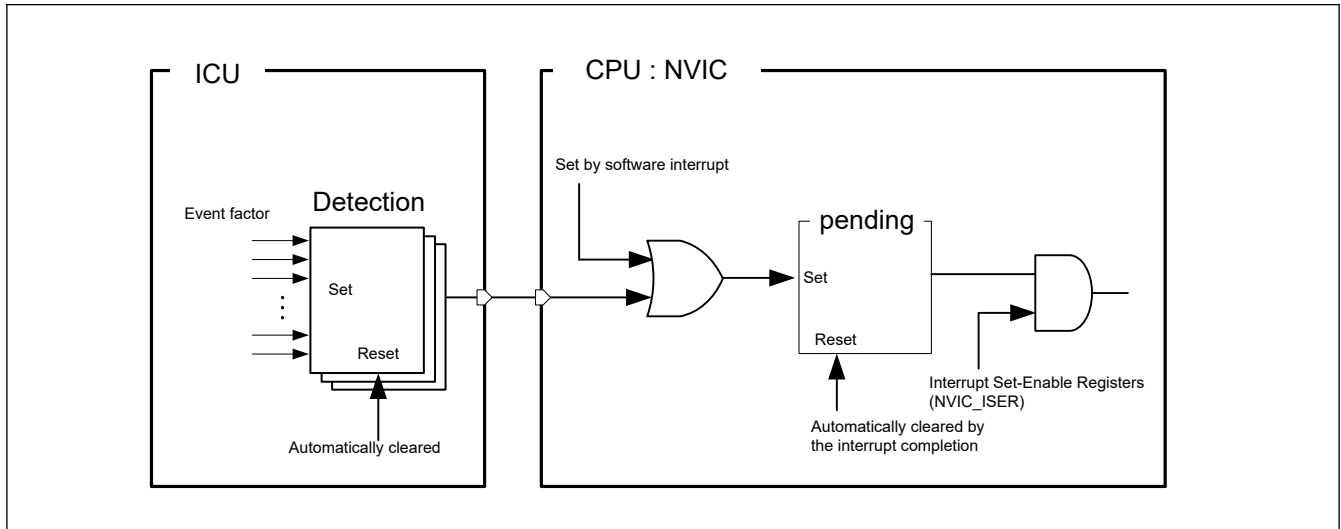 ICU
CPU : NVIC
Set by software interrupt
Detection
Event factor
pending
Set
Set
Reset
Reset
Interrupt Set-Enable Registers
(NVIC_ISER)
Automatically cleared
Automatically cleared by
the interrupt completion